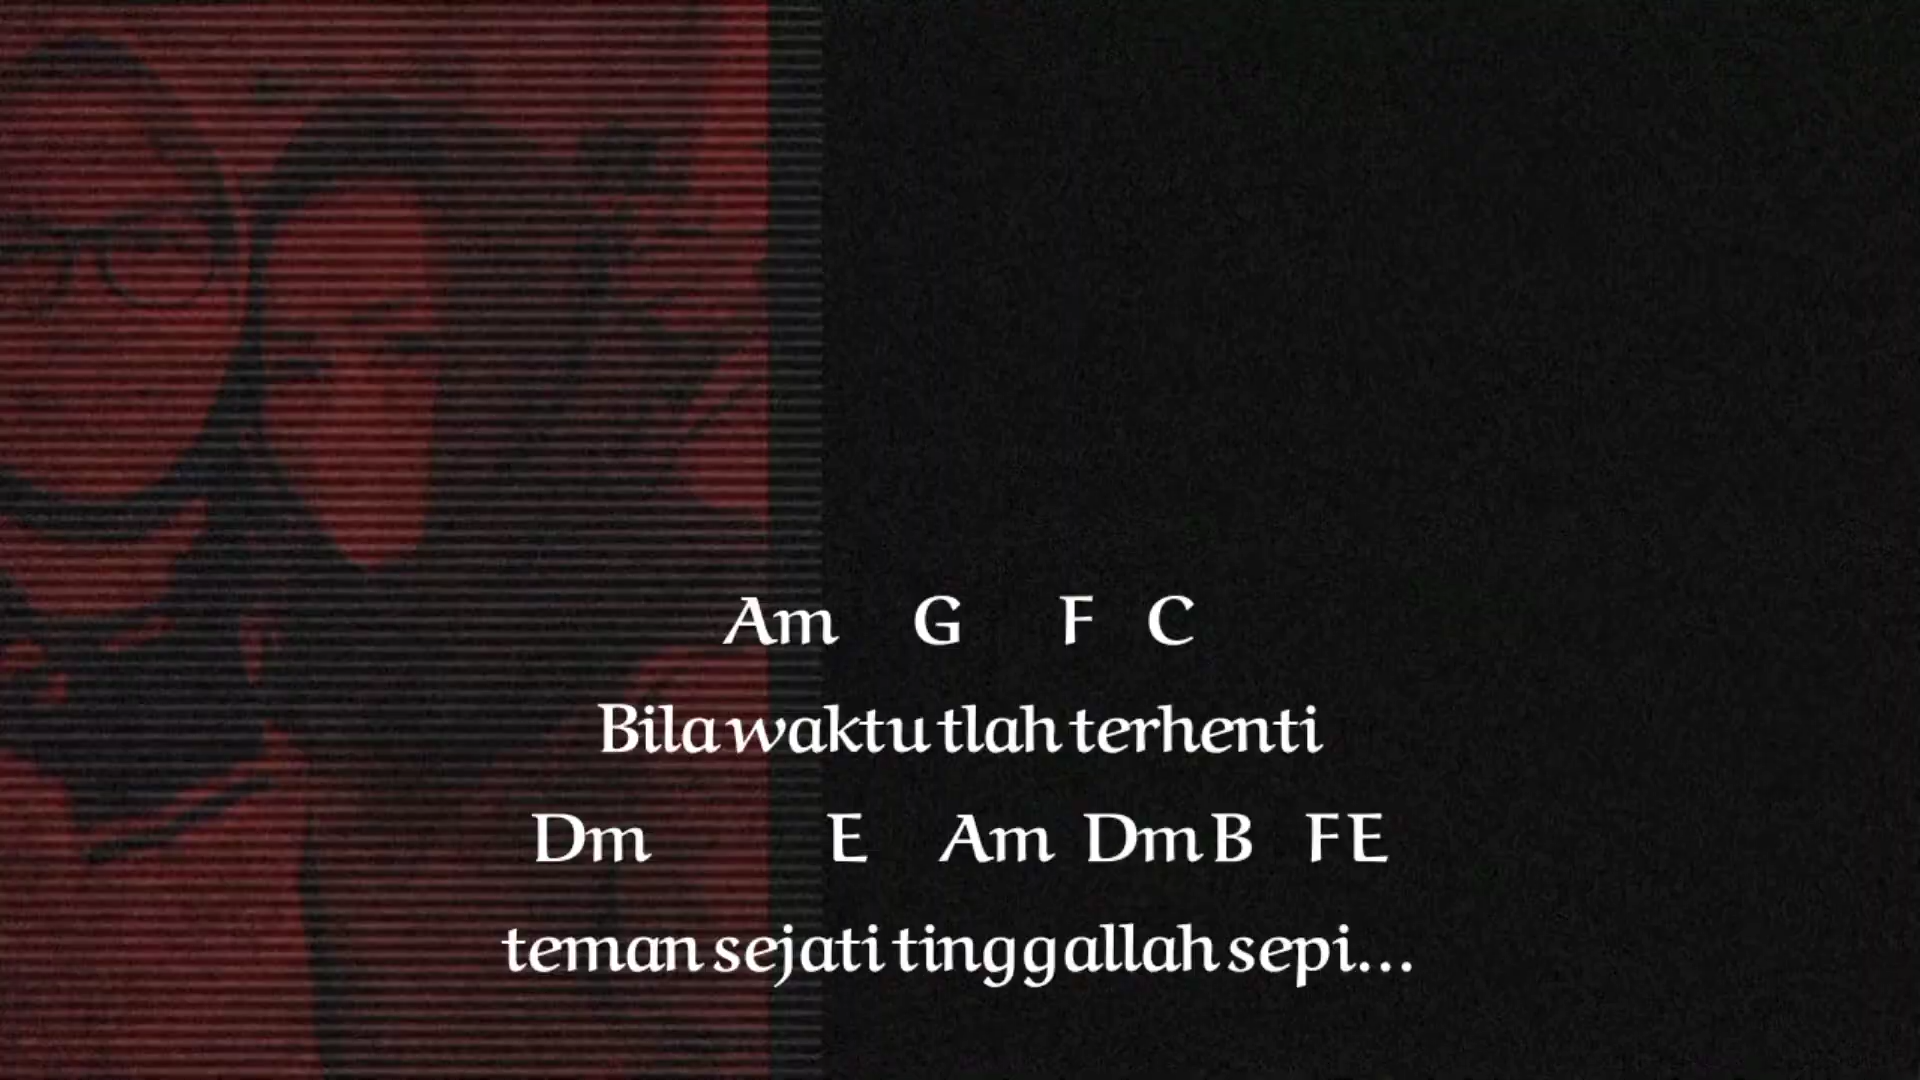 Am G F C
Bila waktu tlah terhenti
Dm E Am Dm B F E
teman sejati tinggallah sepi...